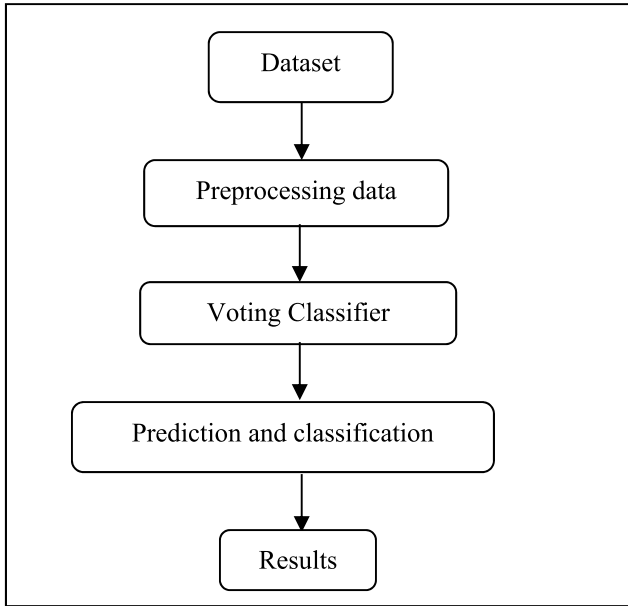 Dataset
Preprocessing data
Voting Classifier
Prediction and classification
Results